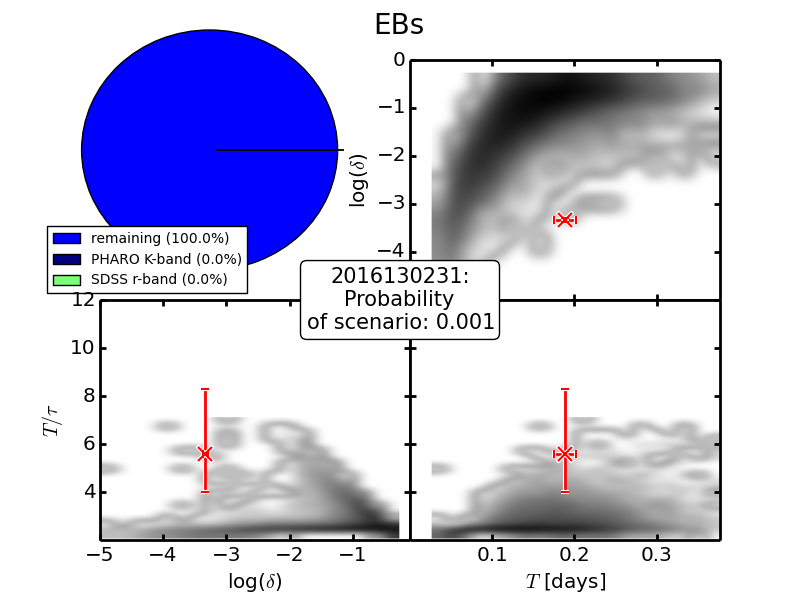 EBs
remaining (100.0%)
PHARO K-band (0.0%)
SDSS r-band (0.0%)
0
−1
−2
−3
−4
log(δ)
2016130231:
Probability
of scenario: 0.001
12
10
8
6
4
T/τ
−5 −4 −3 −2 −1
log(δ)
0.1 0.2 0.3
T [days]